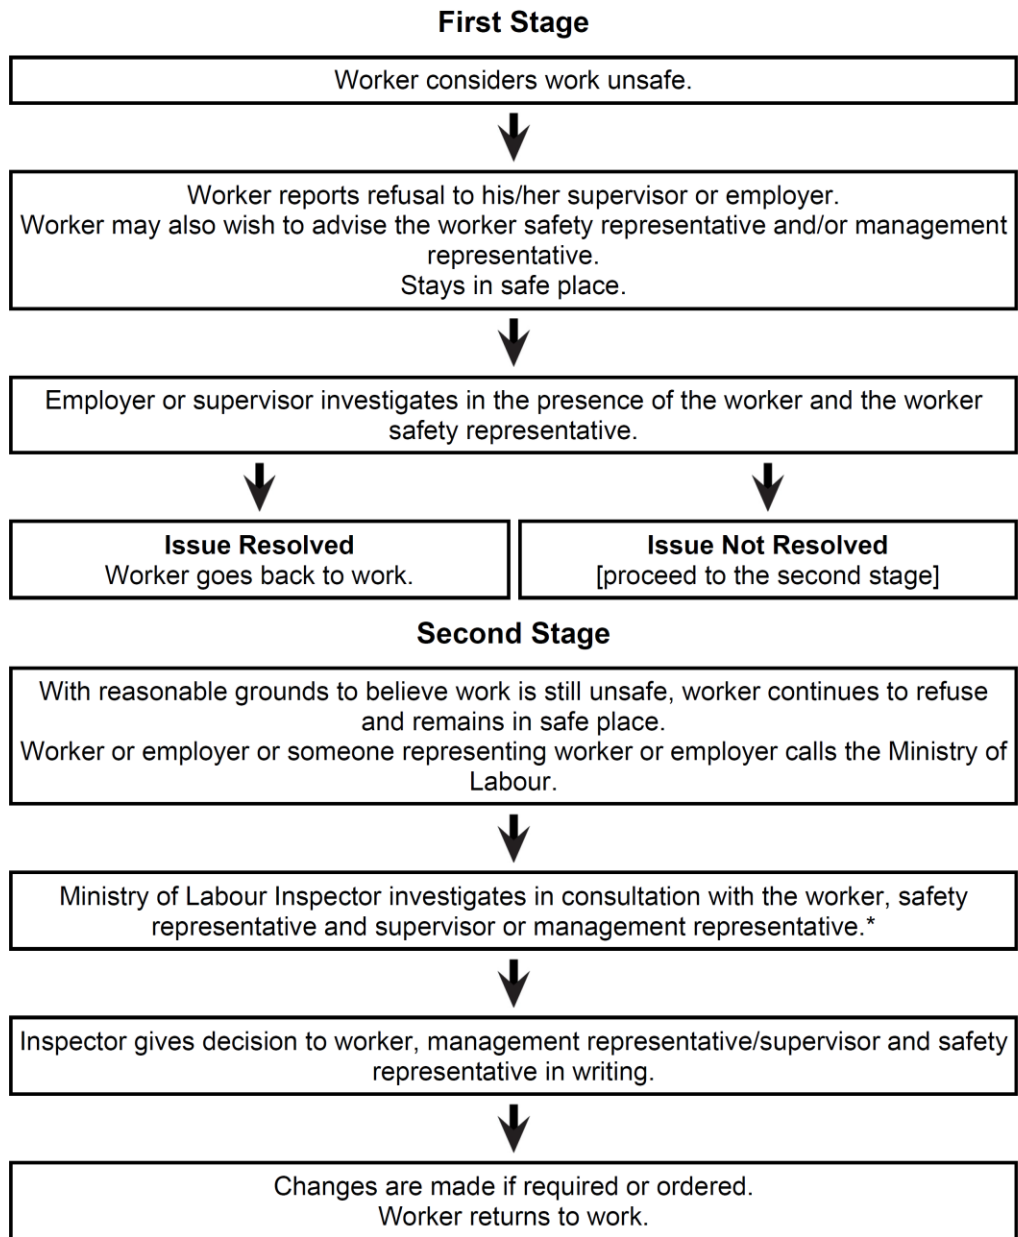 First Stage
Worker considers work unsafe.
Worker reports refusal to his/her supervisor or employer.
Worker may also wish to advise the worker safety representative and/or management
representative.
Stays in safe place.
Employer or supervisor investigates in the presence of the worker and the worker
safety representative.
Issue Resolved
Worker goes back to work.
Issue Not Resolved
[proceed to the second stage]
Second Stage
With reasonable grounds to believe work is still unsafe, worker continues to refuse
and remains in safe place.
Worker or employer or someone representing worker or employer calls the Ministry of
Labour.
Ministry of Labour Inspector investigates in consultation with the worker, safety
representative and supervisor or management representative.*
Inspector gives decision to worker, management representative/supervisor and safety
representative in writing.
Changes are made if required or ordered.
Worker returns to work.